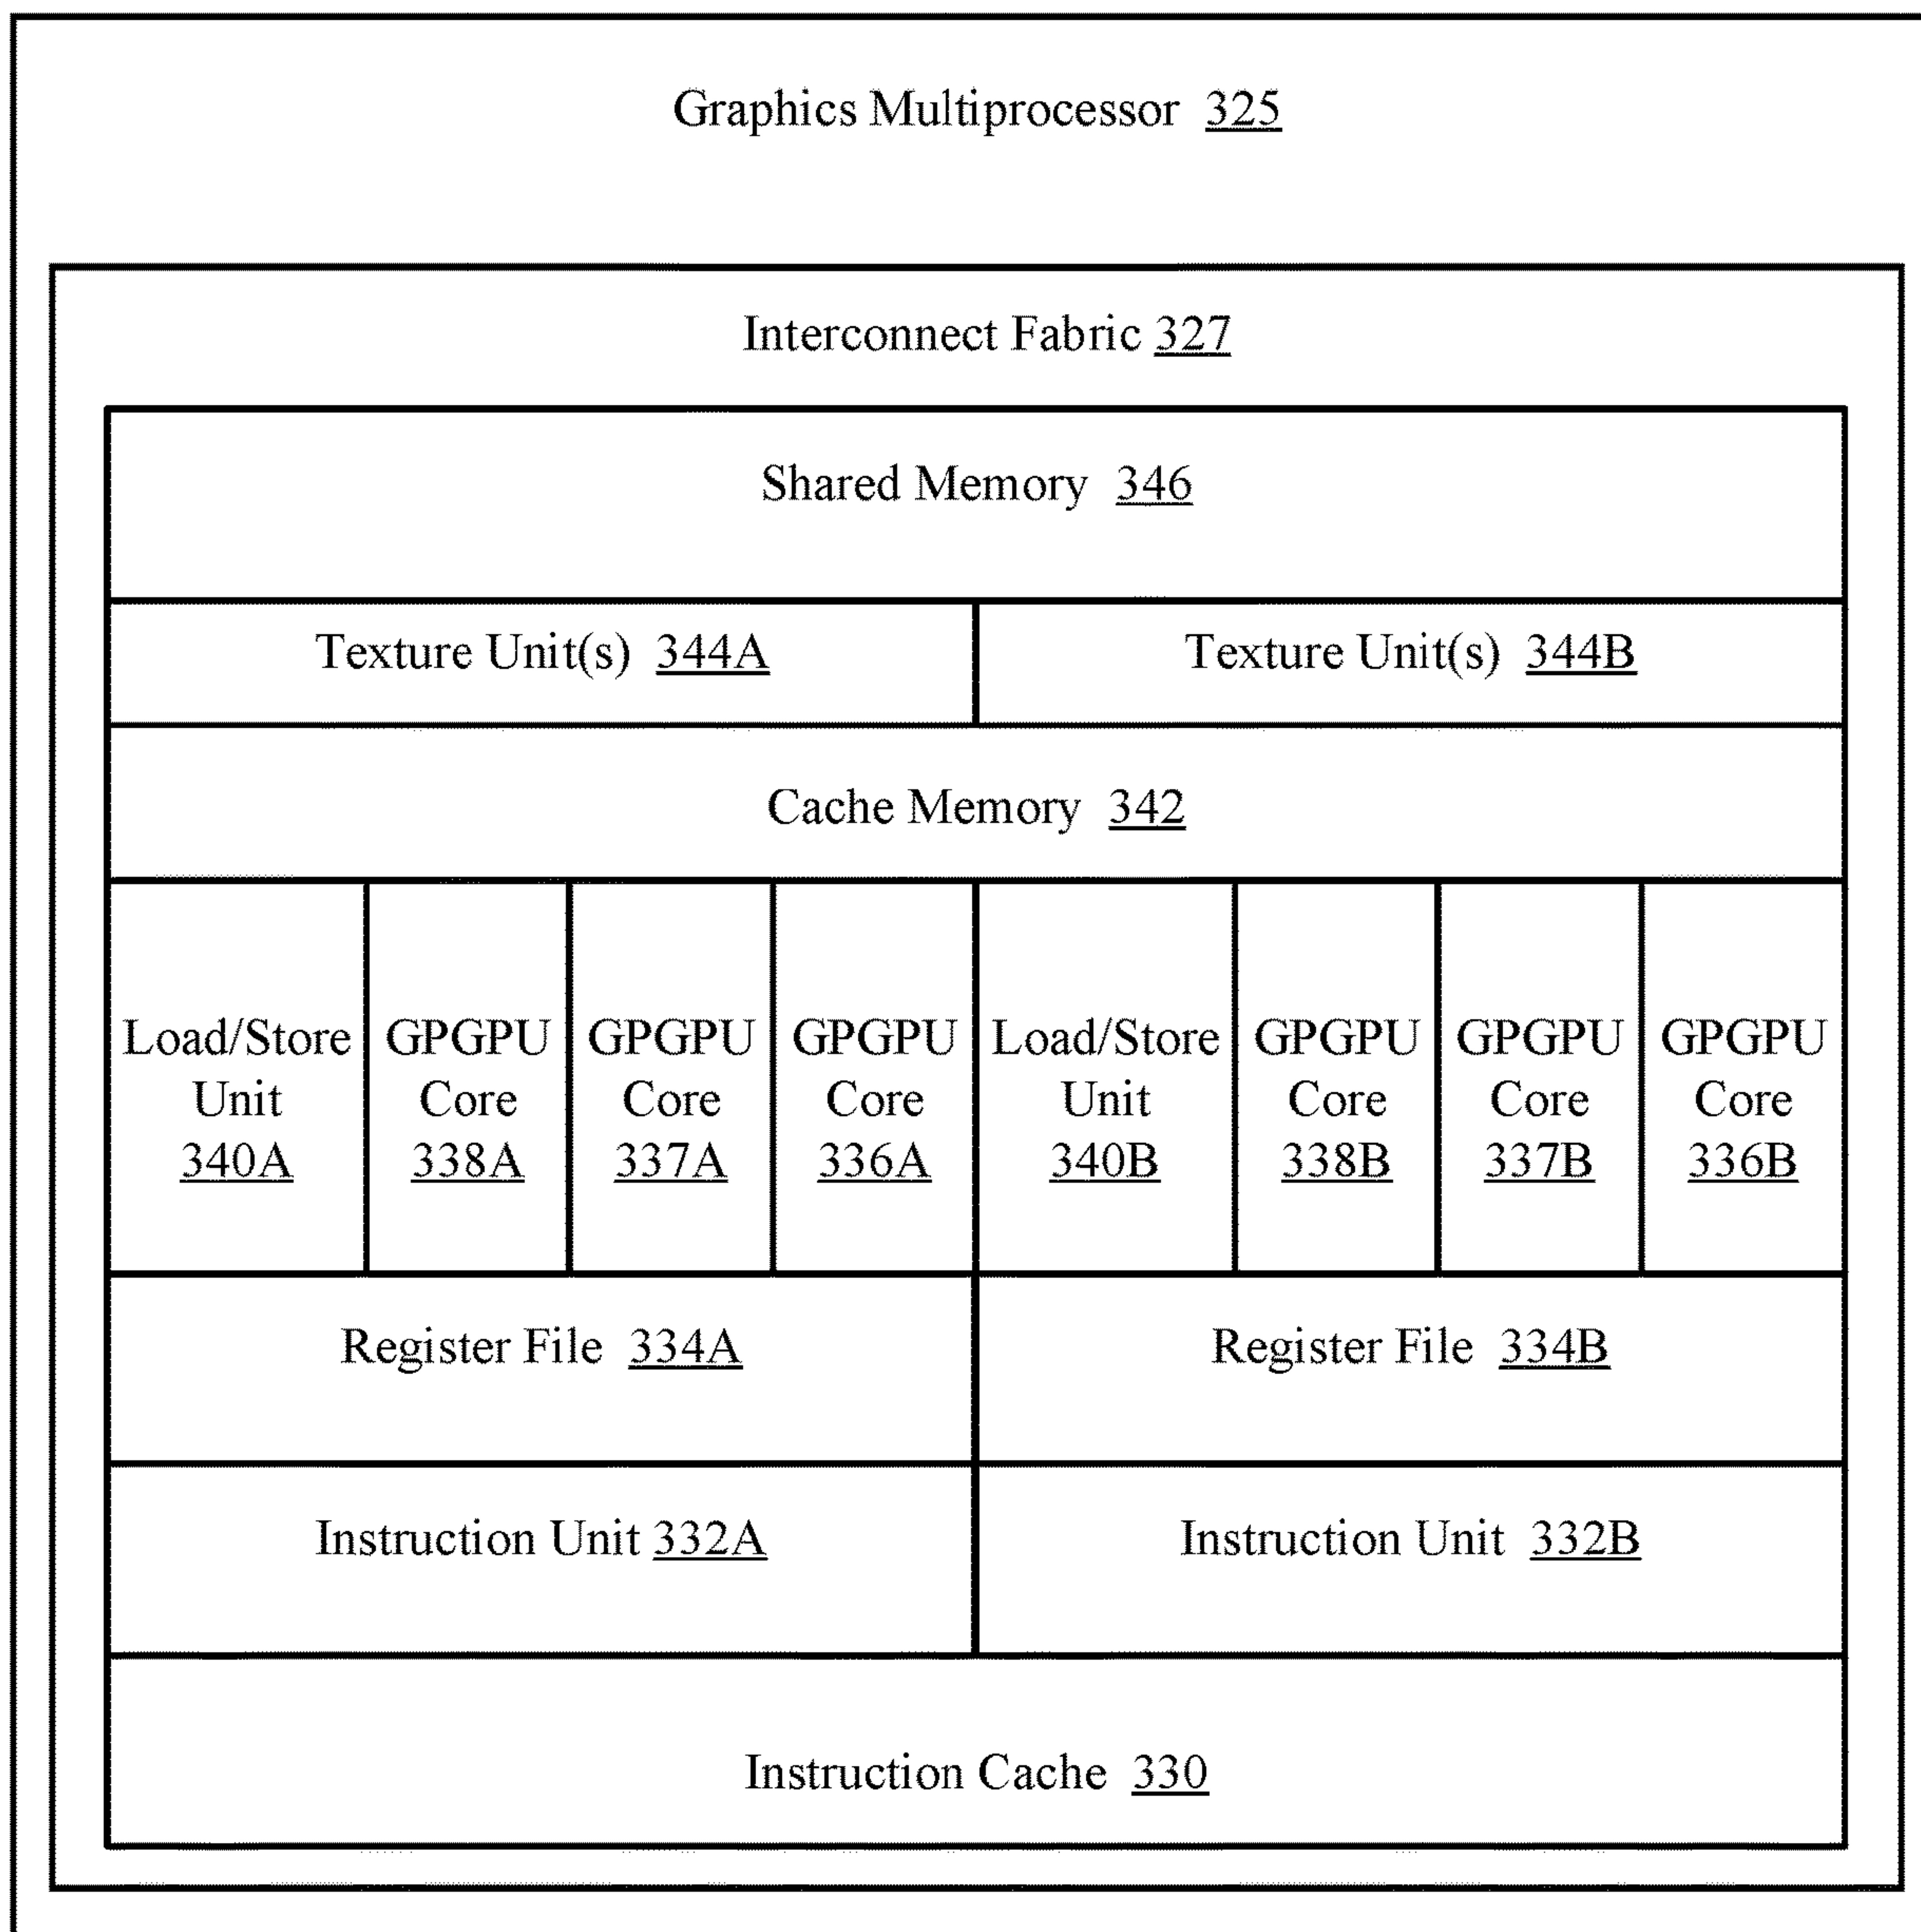 Graphics Multiprocessor 325
Interconnect Fabric 327
Shared Memory 346
Texture Unit(s) 344A
Texture Unit(s) 344B
Cache Memory 342
Load/Store
Unit
340A
GPGPU
Core
338A
GPGPU
Core
337A
GPGPU
Core
336A
Load/Store
Unit
340B
GPGPU
Core
338B
GPGPU
Core
337B
GPGPU
Core
336B
Register File 334A
Register File 334B
Instruction Unit 332A
Instruction Unit 332B
Instruction Cache 330